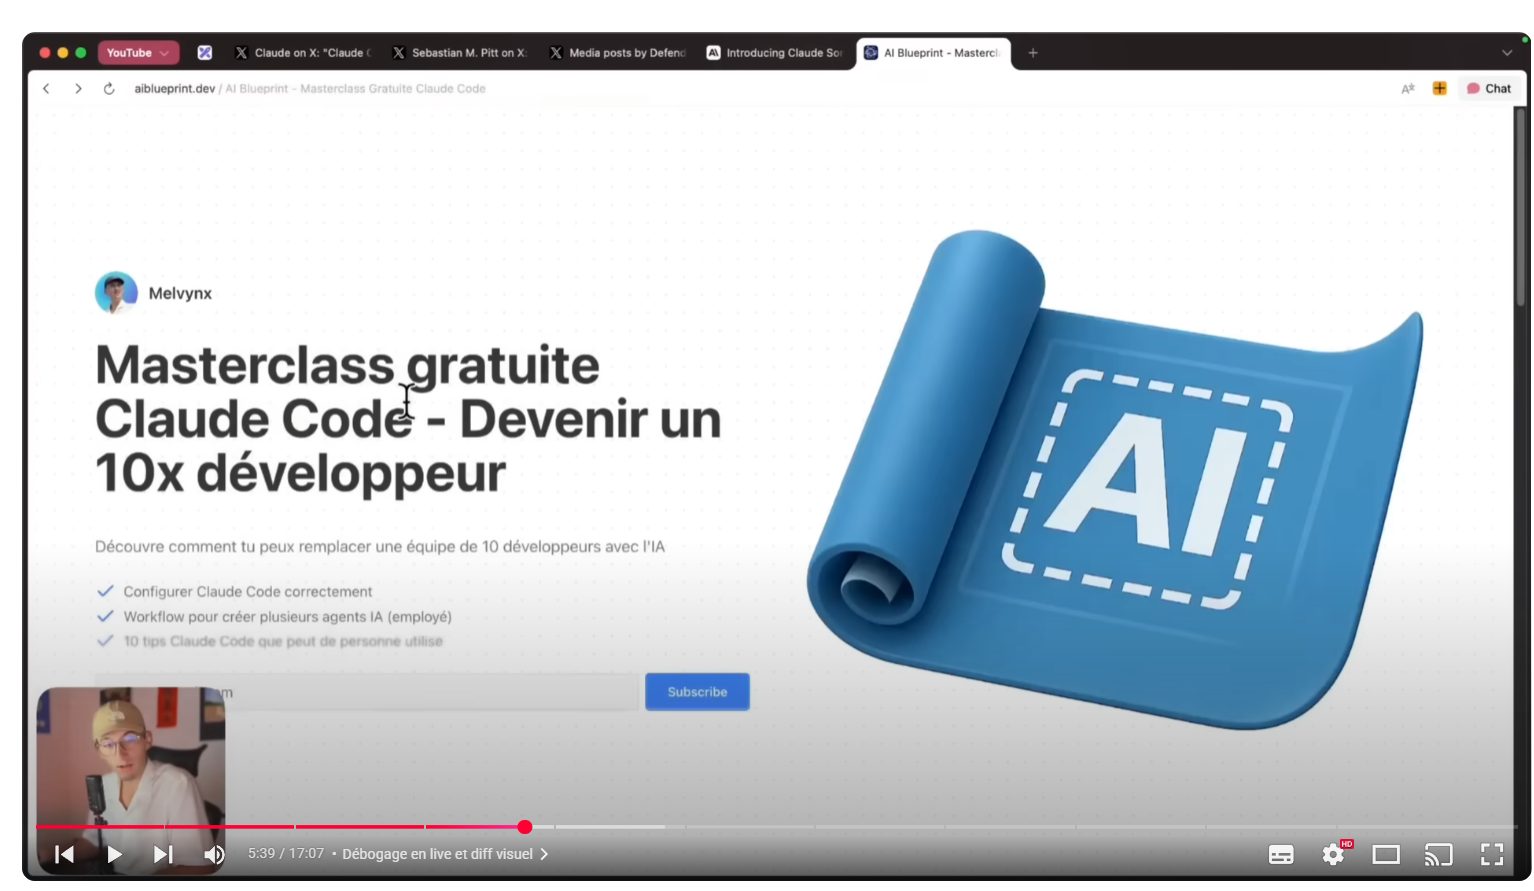 YouTube
Claude on X: "Claude C
Sebastian M. Pitt on X:
Media posts by Defend
Introducing Claude Son
AI Blueprint - Mastercl
aiblueprint.dev / AI Blueprint - Masterclass Gratuite Claude Code
Chat
Melvynx
Masterclass gratuite
Claude Code - Devenir un
10x développeur
Découvre comment tu peux remplacer une équipe de 10 développeurs avec l'IA
Configurer Claude Code correctement
Workflow pour créer plusieurs agents IA (employé)
10 tips Claude Code que peut de personne utilise
om
Subscribe
AI
5:39 / 17:07 • Débogage en live et diff visuel
HD